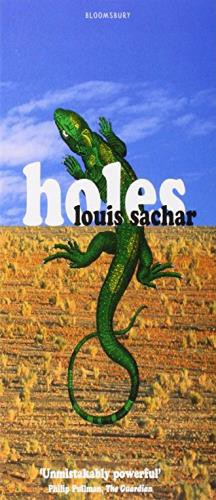 BLOOMSBURY
holes
louis sachar
'Unmistakably powerful'
Philip Pullman, The Guardian